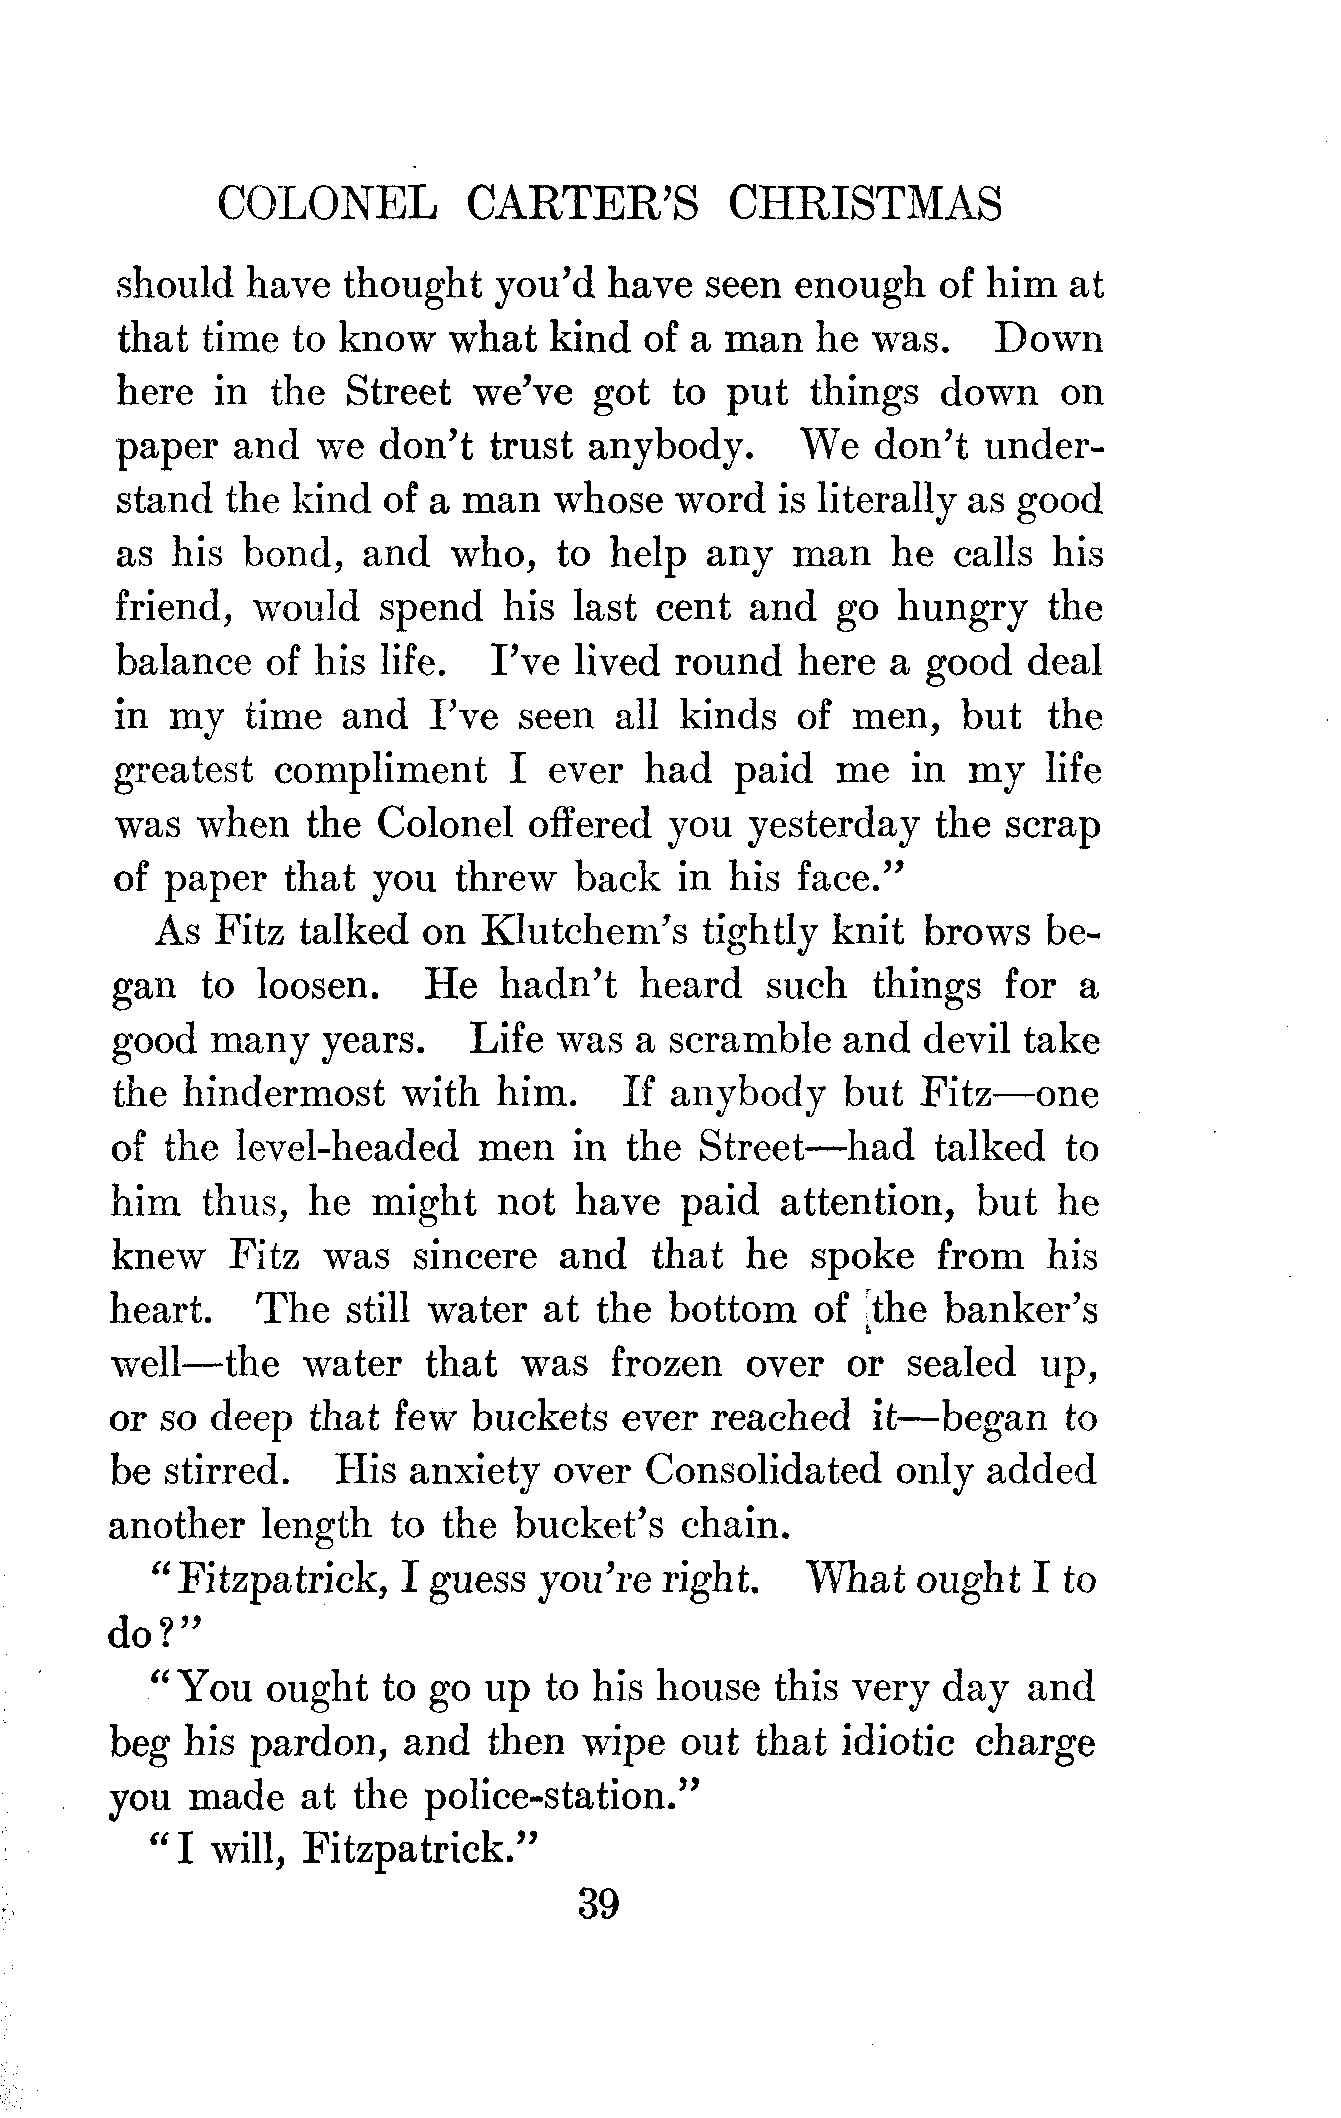 COLONEL CARTER'S CHRISTMAS
should have thought you'd have seen enough of him at
that time to know what kind of a man he was. Down
here in the Street we've got to put things down on
paper and we don't trust anybody. We don't under-
stand the kind of a man whose word is literally as good
as his bond, and who, to help any man he calls his
friend, would spend his last cent and go hungry the
balance of his life. I've lived round here a good deal
in my time and I've seen all kinds of men, but the
greatest compliment I ever had paid me in my life
was when the Colonel offered you yesterday the scrap
of paper that you threw back in his face."
As Fitz talked on Klutchem's tightly knit brows be-
gan to loosen. He hadn't heard such things for a
good many years. Life was a scramble and devil take
the hindermost with him. If anybody but Fitz—one
of the level-headed men in the Street—had talked to
him thus, he might not have paid attention, but he
knew Fitz was sincere and that he spoke from his
heart. The still water at the bottom of the banker's
well—the water that was frozen over or sealed up,
or so deep that few buckets ever reached it—began to
be stirred. His anxiety over Consolidated only added
another length to the bucket's chain.
"Fitzpatrick, I guess you're right. What ought I to
do?"
"You ought to go up to his house this very day and
beg his pardon, and then wipe out that idiotic charge
you made at the police-station."
"I will, Fitzpatrick."
39